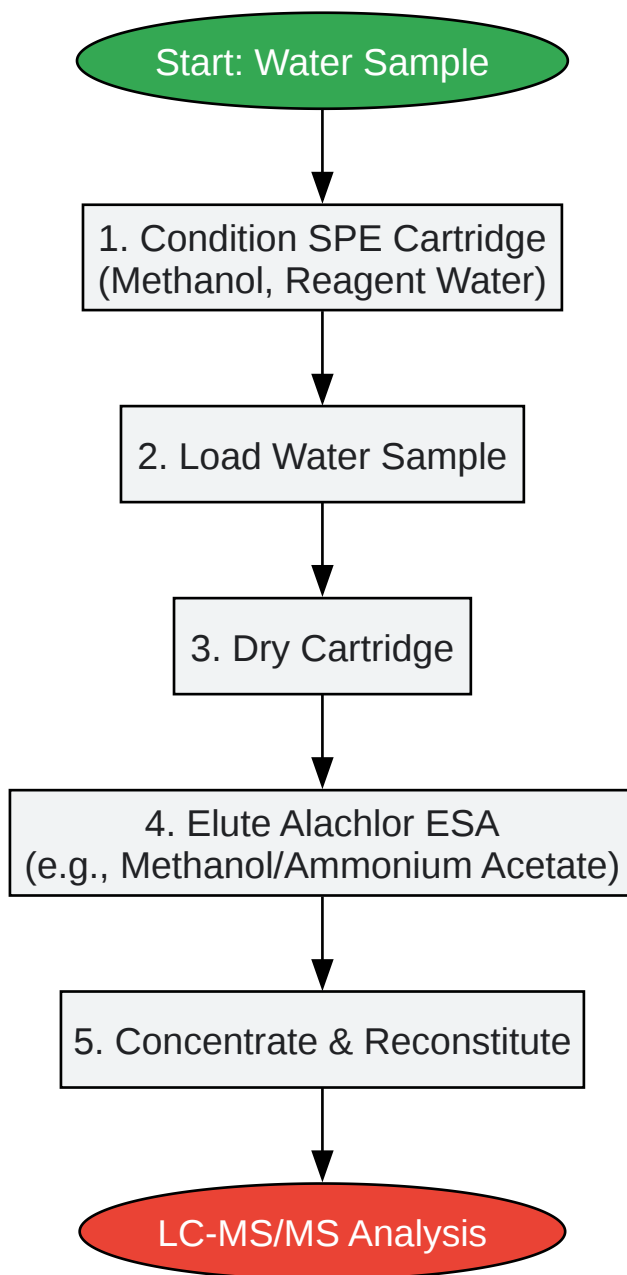 Start: Water Sample
1. Condition SPE Cartridge
(Methanol, Reagent Water)
2. Load Water Sample
3. Dry Cartridge
4. Elute Alachlor ESA
(e.g., Methanol/Ammonium Acetate)
5. Concentrate & Reconstitute
LC-MS/MS Analysis